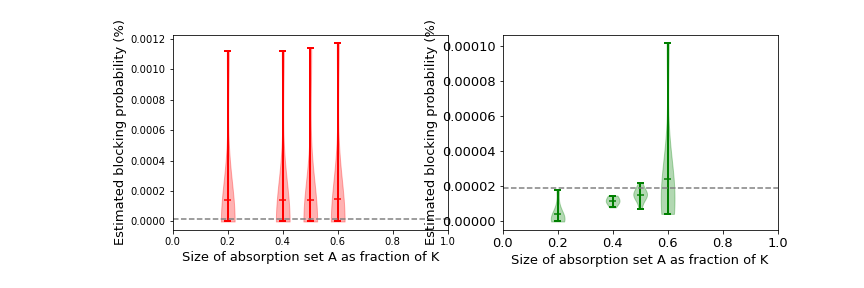 Estimated blocking probability (%)
0.0012
0.0010
0.0008
0.0006
0.0004
0.0002
0.0000
0.0 0.2 0.4 0.6 0.8 1.0
Size of absorption set A as fraction of K
Estimated blocking probability (%)
0.00010
0.00008
0.00006
0.00004
0.00002
0.00000
0.0 0.2 0.4 0.6 0.8 1.0
Size of absorption set A as fraction of K